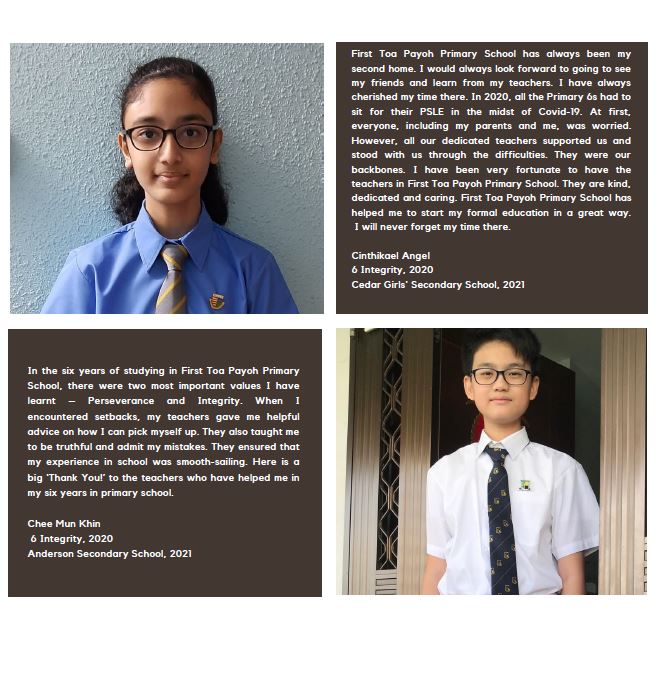 First Toa Payoh Primary School has always been my
second home. I would always look forward to going to see
my friends and learn from my teachers. I have always
cherished my time there. In 2020, all the Primary 6s had to
sit for their PSLE in the midst of Covid-19. At first,
everyone, including my parents and me, was worried.
However, all our dedicated teachers supported us and
stood with us through the difficulties. They were our
backbones. I have been very fortunate to have the
teachers in First Toa Payoh Primary School. They are kind,
dedicated and caring. First Toa Payoh Primary School has
helped me to start my formal education in a great way.
I will never forget my time there.
Cinthikael Angel
6 Integrity, 2020
Cedar Girls' Secondary School, 2021
In the six years of studying in First Toa Payoh Primary
School, there were two most important values I have
learnt – Perseverance and Integrity. When I
encountered setbacks, my teachers gave me helpful
advice on how I can pick myself up. They also taught me
to be truthful and admit my mistakes. They ensured that
my experience in school was smooth-sailing. Here is a
big 'Thank You!' to the teachers who have helped me in
my six years in primary school.
Chee Mun Khin
6 Integrity, 2020
Anderson Secondary School, 2021